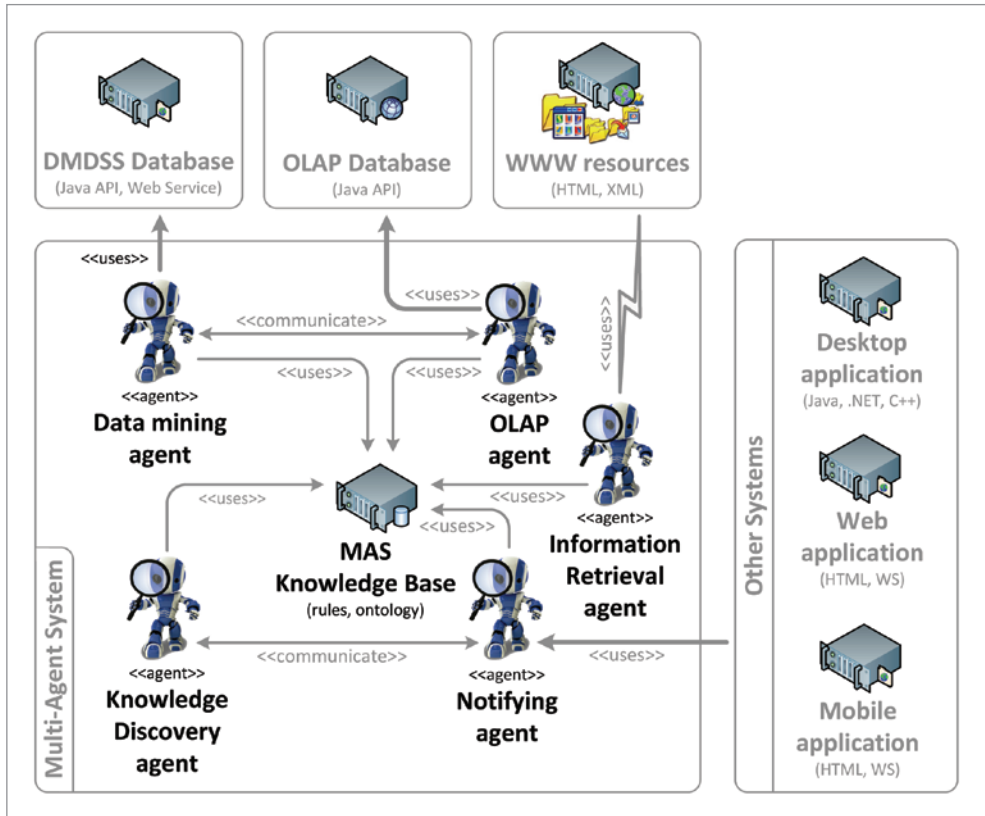 DMDSS Database
(Java API, Web Service)
OLAP Database
(Java API)
WWW resources
(HTML, XML)
<<uses>>
<<uses>>
<<uses>>
<<communicate>>
<<uses>>
<<uses>>
<<agent>>
Data mining
agent
<<agent>>
OLAP
agent
<<uses>>
<<uses>>
<<uses>>
<<agent>>
Information
Retrieval
agent
MAS
Knowledge Base
(rules, ontology)
<<communicate>>
<<uses>>
<<agent>>
Knowledge
Discovery
agent
<<agent>>
Notifying
agent
Multi-Agent System
Other Systems
Desktop
application
(Java, .NET, C++)
Web
application
(HTML, WS)
Mobile
application
(HTML, WS)